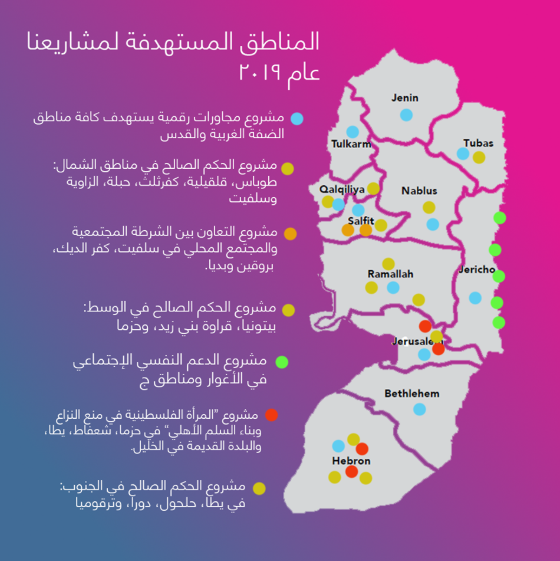 المناطق المستهدفة لمشاريعنا
عام ٢٠١٩
مشروع مجاورات رقمية يستهدف كافة مناطق
الضفة الغربية والقدس
مشروع الحكم الصالح في مناطق الشمال:
طوباس، قلقيلية، كفرثلث، حبلة، الزاوية
وسلفيت
مشروع التعاون بين الشرطة المجتمعية
والمجتمع المحلي في سلفيت، كفر الديك،
بروقين وبديا.
مشروع الحكم الصالح في الوسط:
بيتونيا، قراوة بني زيد، وحزما
مشروع الدعم النفسي الإجتماعي
في الأغوار ومناطق ج
مشروع "المرأة الفلسطينية في منع النزاع
وبناء السلم الأهلي" في حزما، شعفاط، يطا،
والبلدة القديمة في الخليل.
مشروع الحكم الصالح في الجنوب:
في يطا، حلحول، دورا، وترقوميا
Jenin
Tulkarm
Tubas
Qalqiliya
Nablus
Salfit
Ramallah
Jericho
Jerusalem
Bethlehem
Hebron